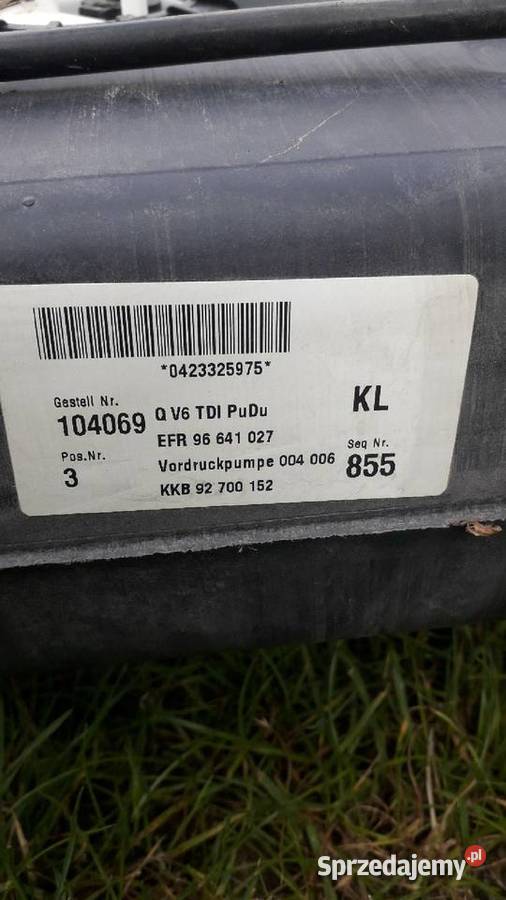 *0423325975*
Gestell Nr.
104069
Q V6 TDI PuDu
KL
EFR 96 641 027
Pos.Nr.
3
Vordruckpumpe 004 006
Seq Nr.
855
KKB 92 700 152
Sprzedajemy.pl